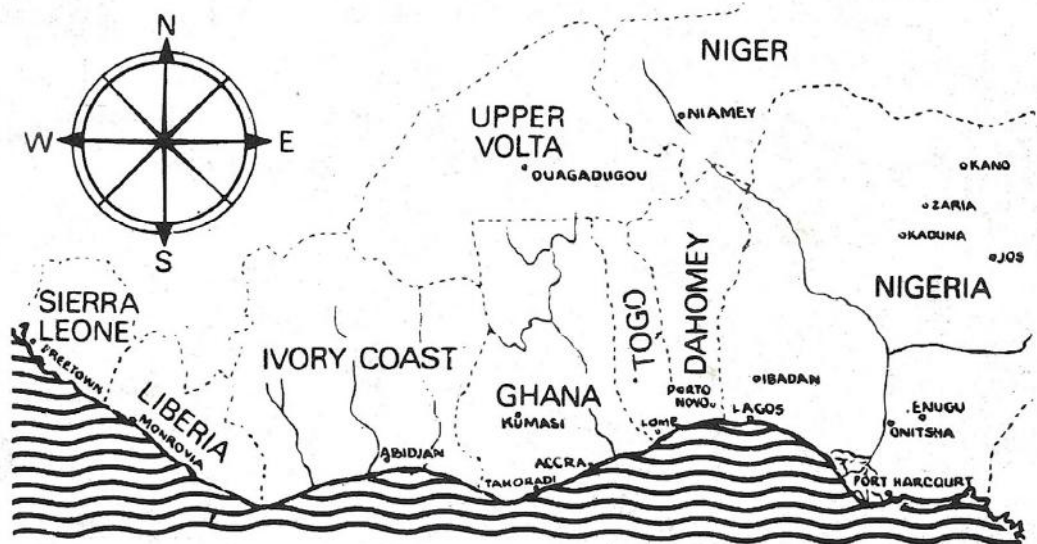 N
W
E
S
NIGER
NIAMEY
UPPER
VOLTA
OUAGADUGOU
KANO
ZARIA
KADUNA
JOS
NIGERIA
SIERRA
LEONE
FREETOWN
LIBERIA
MONROVIA
IVORY COAST
ABIDJAN
GHANA
KUMASI
ACCRA
TAKORADI
TOGO
LOME
DAHOMEY
PORTO
NOVO
IBADAN
LAGOS
ENUGU
ONITSHA
PORT HARCOURT